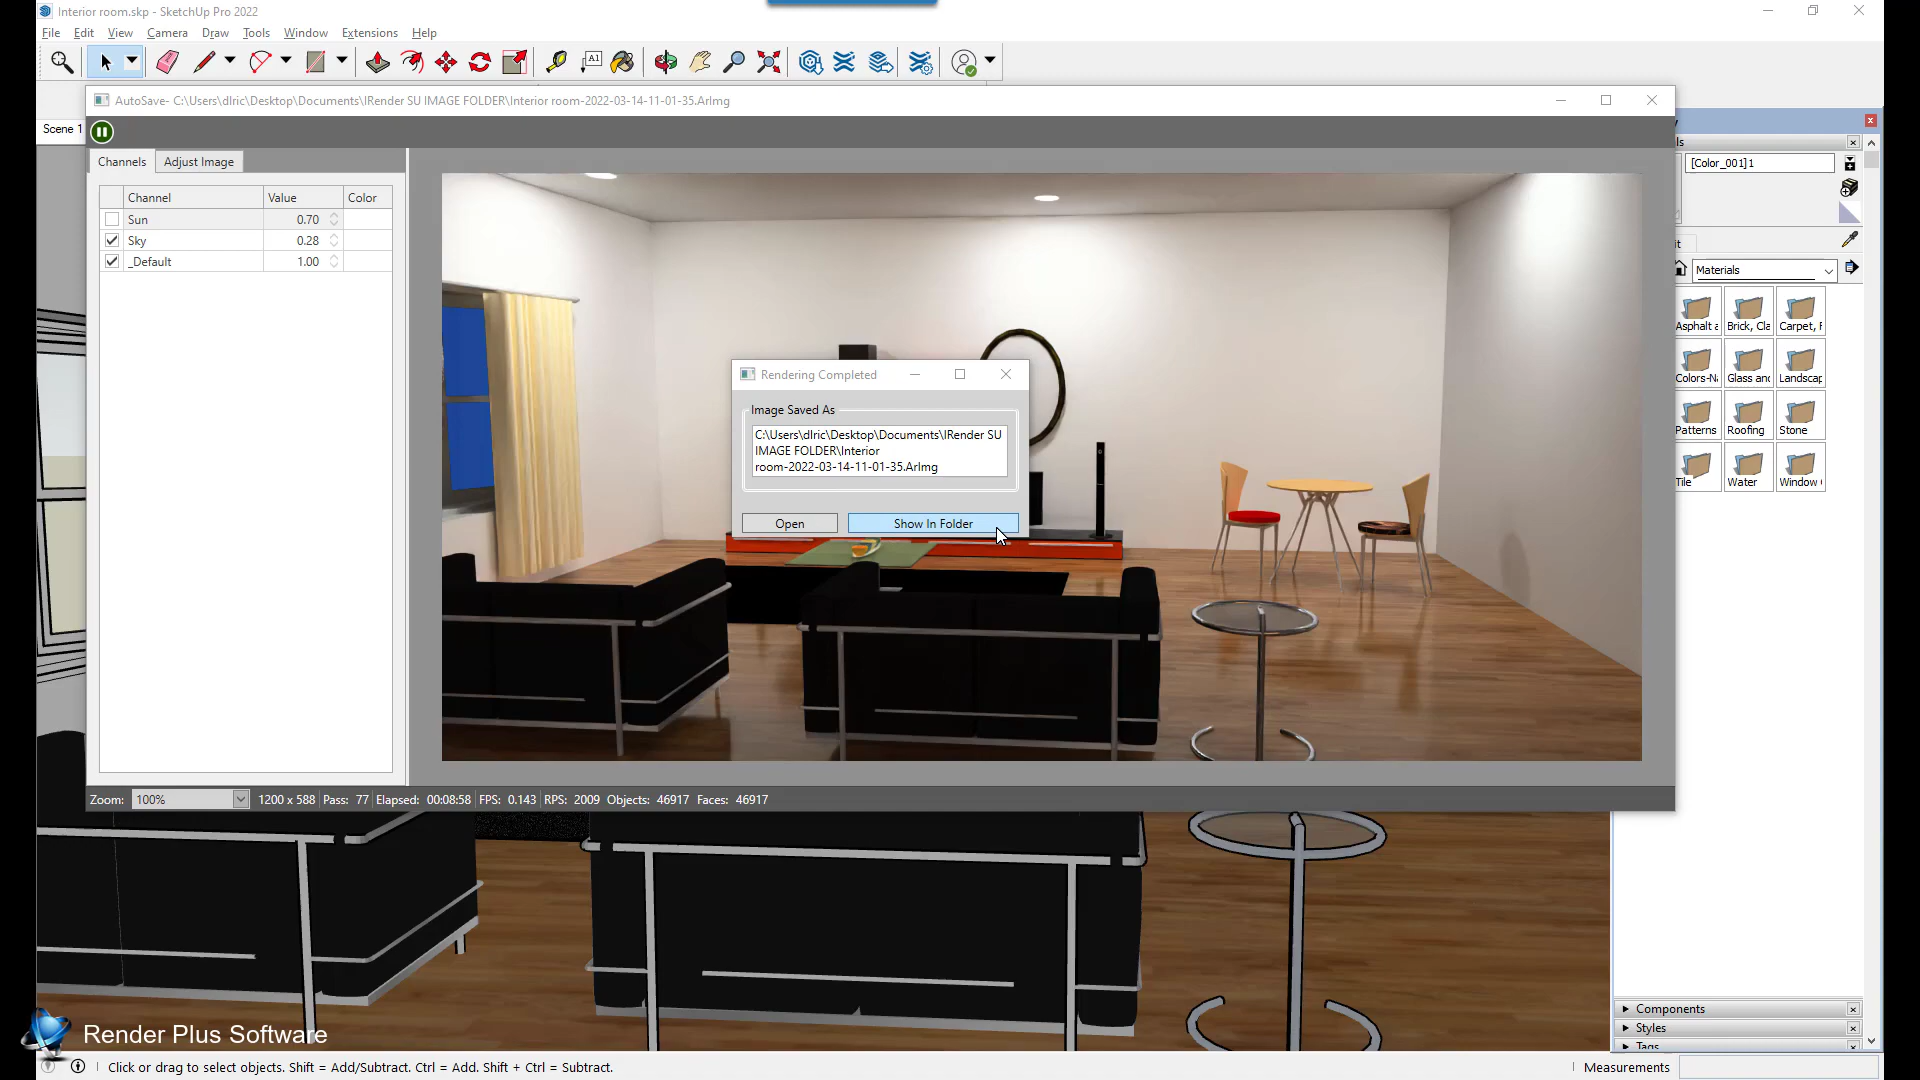 Interior room.skp - SketchUp Pro 2022
File Edit View Camera Draw Tools Window Extensions Help
AutoSave- C:\Users\dlric\Desktop\Documents\IRender SU IMAGE FOLDER\Interior room-2022-03-14-11-01-35.ArImg
Scene 1
Channels Adjust Image
Channel Value Color
Sun 0.70
Sky 0.28
_Default 1.00
Rendering Completed
Image Saved As
C:\Users\dlric\Desktop\Documents\IRender SU
IMAGE FOLDER\Interior
room-2022-03-14-11-01-35.ArImg
Open Show In Folder
Zoom: 100% 1200 x 588 Pass: 77 Elapsed: 00:08:58 FPS: 0.143 RPS: 2009 Objects: 46917 Faces: 46917
[Color_001]1
Materials
Asphalt a Brick, Cla Carpet, F
Colors-Na Glass and Landscap
Patterns Roofing Stone
Tile Water Window
Components
Styles
Tags
Render Plus Software
Click or drag to select objects. Shift = Add/Subtract. Ctrl = Add. Shift + Ctrl = Subtract.
Measurements